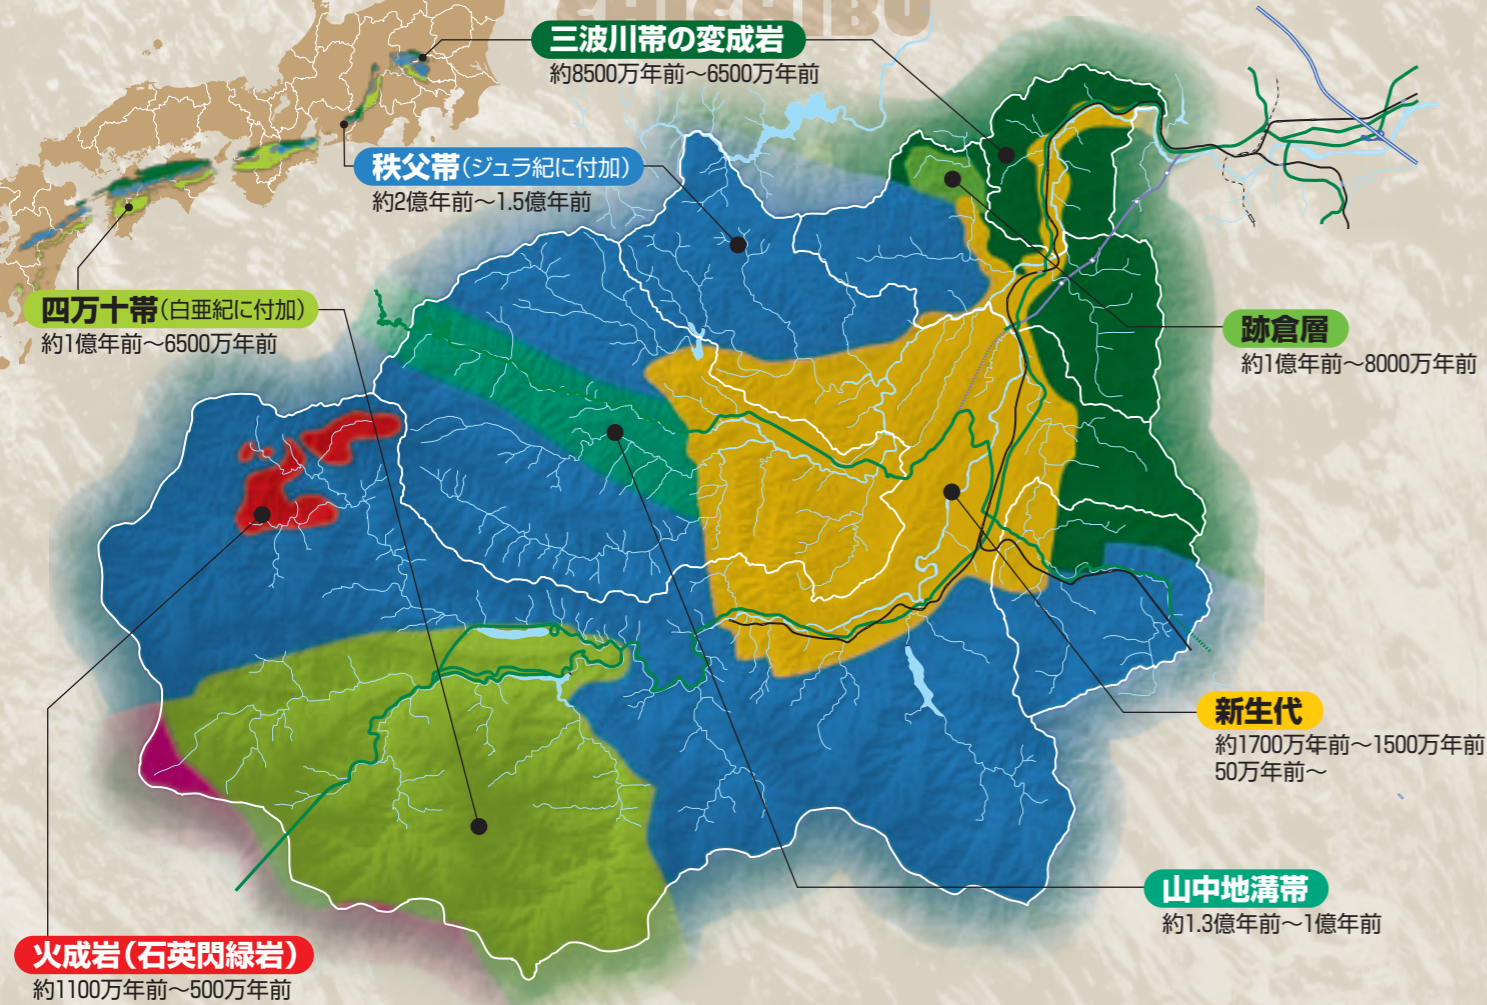 CHICHIBU
三波川帯の変成岩
約8500万年前～6500万年前
秩父帯（ジュラ紀に付加）
約2億年前～1.5億年前
四万十帯（白亜紀に付加）
約1億年前～6500万年前
跡倉層
約1億年前～8000万年前
新生代
約1700万年前～1500万年前
50万年前～
山中地溝帯
約1.3億年前～1億年前
火成岩（石英閃緑岩）
約1100万年前～500万年前